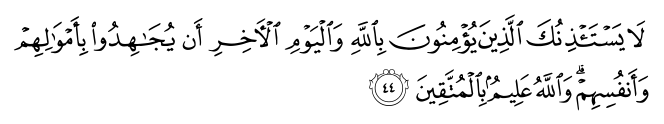 لَا يَسْتَـْٔذِنُكَ ٱلَّذِينَ يُؤْمِنُونَ بِٱللَّهِ وَٱلْيَوْمِ ٱلْـَٔاخِرِ أَن يُجَـٰهِدُوا۟ بِأَمْوَٰلِهِمْ
وَأَنفُسِهِمْ ۗ وَٱللَّهُ عَلِيمٌۢ بِٱلْمُتَّقِينَ ٤٤